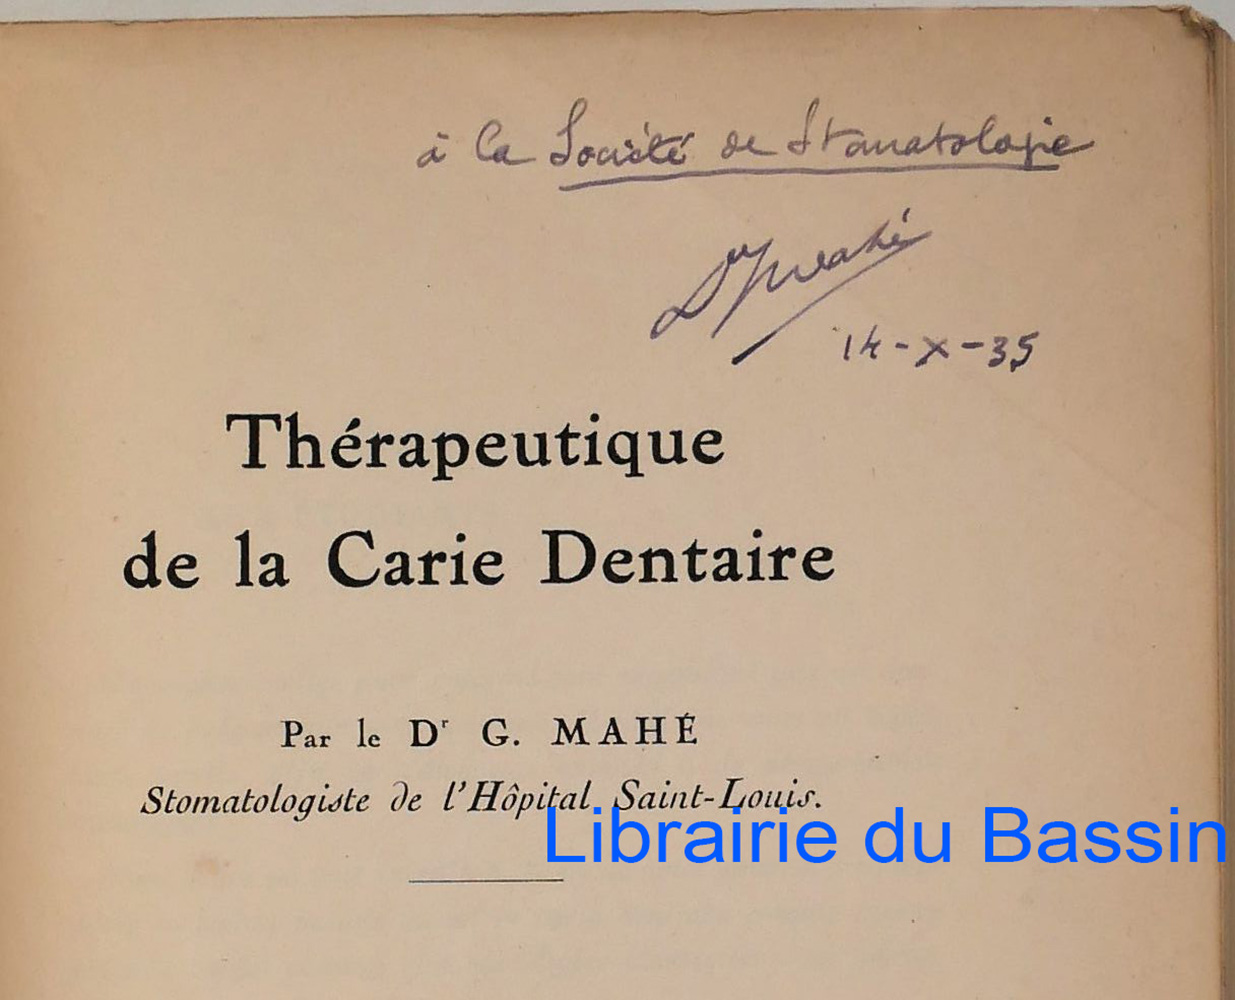 à la Société de Stomatologie
Dr Mahé
14-X-35
Thérapeutique
de la Carie Dentaire
Par le Dr G. MAHÉ
Stomatologiste de l'Hôpital Saint-Louis.
Librairie du Bassin